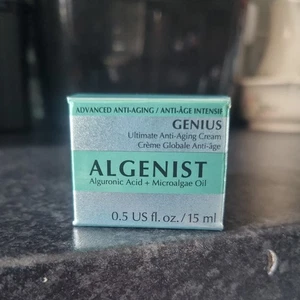 ADVANCED ANTI-AGING / ANTI-ÂGE INTENSIF
GENIUS
Ultimate Anti-Aging Cream
Crème Globale Anti-âge
ALGENIST
Alguronic Acid + Microalgae Oil
0.5 US fl. oz. / 15 ml